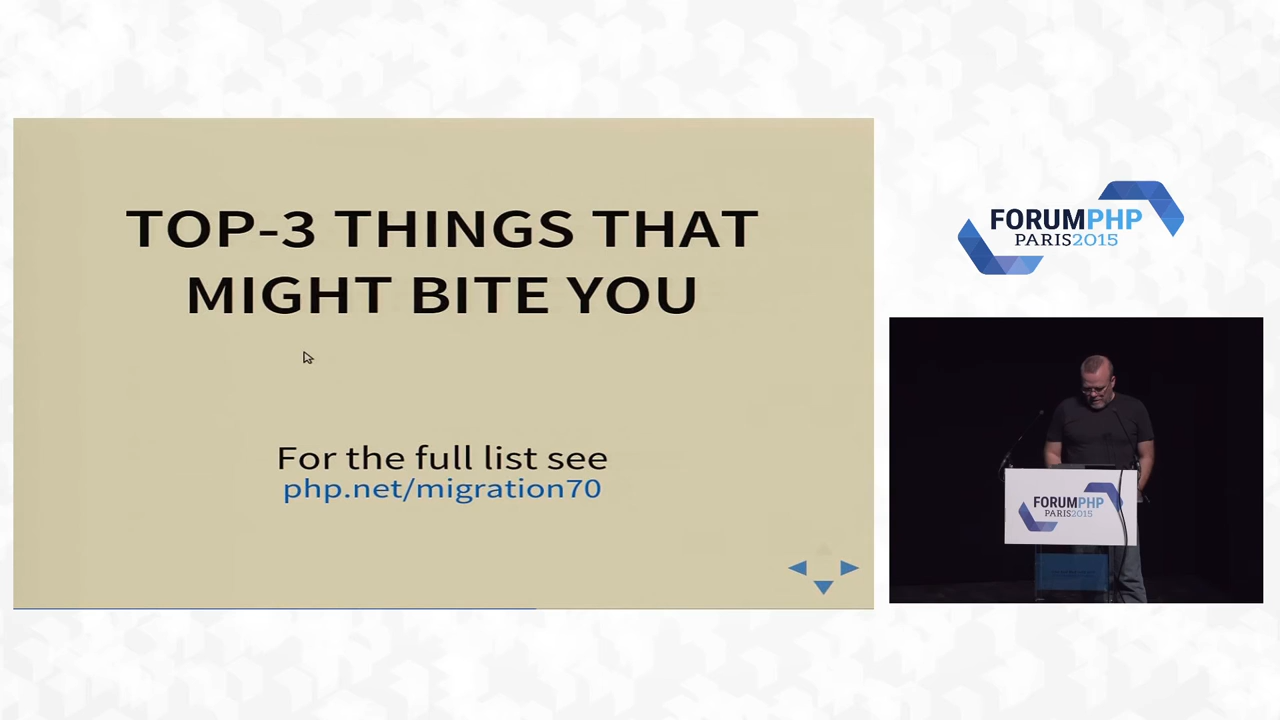 TOP-3 THINGS THAT
MIGHT BITE YOU
For the full list see
php.net/migration70
FORUMPHP
PARIS2015
FORUMPHP
PARIS2015